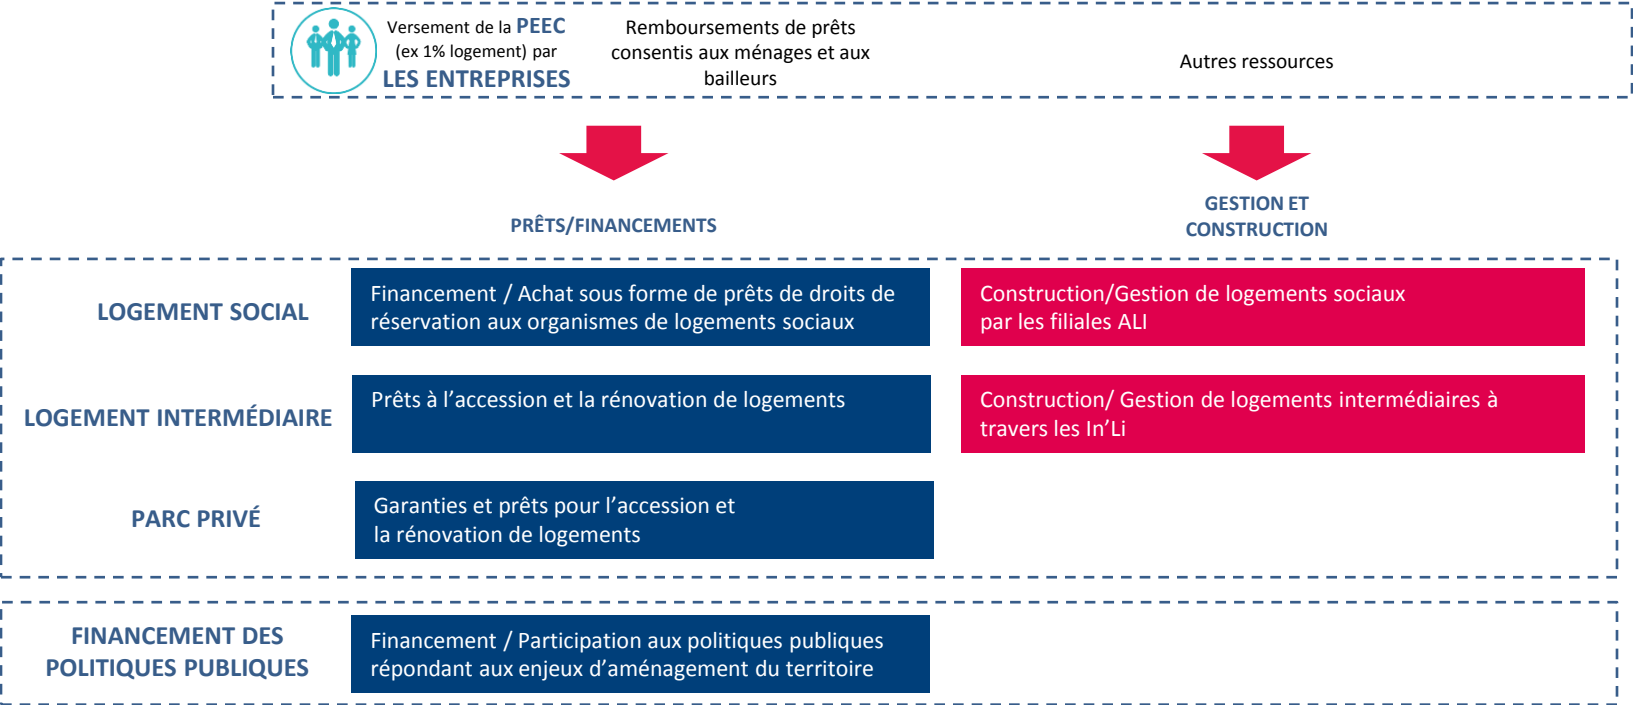 Versement de la PEEC
(ex 1% logement) par
LES ENTREPRISES
Remboursements de prêts
consentis aux ménages et aux
bailleurs
Autres ressources
PRÊTS/FINANCEMENTS
GESTION ET
CONSTRUCTION
LOGEMENT SOCIAL
Financement / Achat sous forme de prêts de droits de
réservation aux organismes de logements sociaux
Construction/Gestion de logements sociaux
par les filiales ALI
LOGEMENT INTERMÉDIAIRE
Prêts à l’accession et la rénovation de logements
Construction/ Gestion de logements intermédiaires à
travers les In’Li
PARC PRIVÉ
Garanties et prêts pour l’accession et
la rénovation de logements
FINANCEMENT DES
POLITIQUES PUBLIQUES
Financement / Participation aux politiques publiques
répondant aux enjeux d’aménagement du territoire